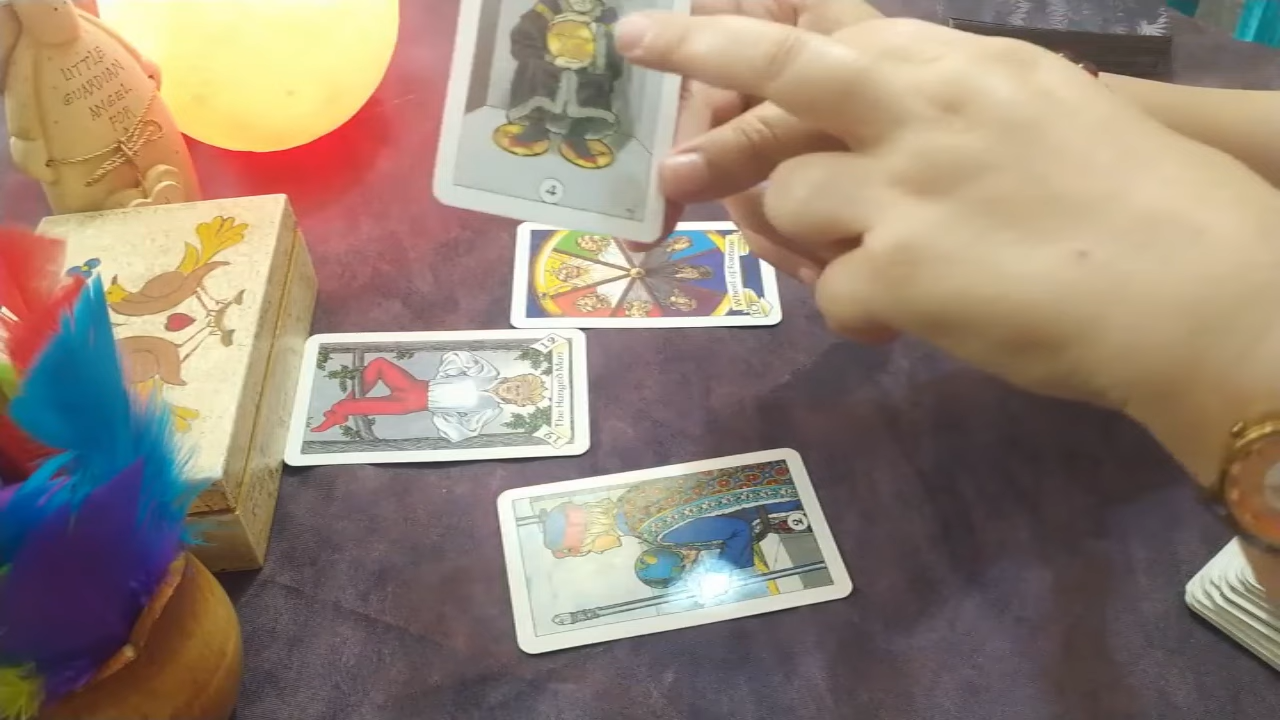 LITTLE
GUARDIAN
ANGEL
FOR
4
Wheel of Fortune
10
12
The Hanged Man
12
2